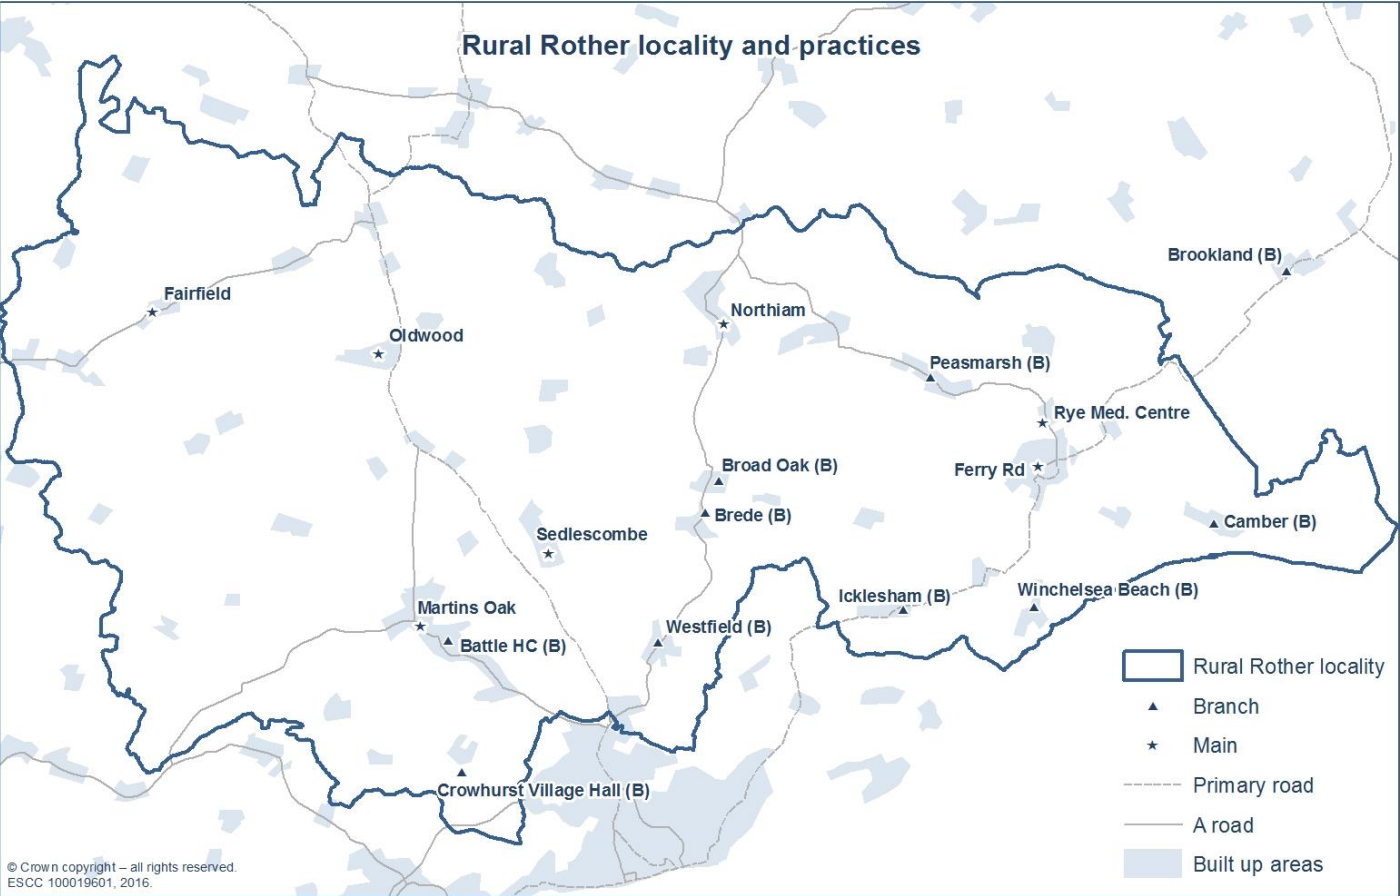 Rural Rother locality and practices
Brookland (B)
Fairfield
Northiam
Oldwood
Peasmarsh (B)
Rye Med. Centre
Broad Oak (B)
Ferry Rd
Brede (B)
Camber (B)
Sedlescombe
Winchelsea Beach (B)
Icklesham (B)
Martins Oak
Westfield (B)
Battle HC (B)
Crowhurst Village Hall (B)
Rural Rother locality
Branch
Main
Primary road
A road
Built up areas
© Crown copyright – all rights reserved.
ESCC 100019601, 2016.